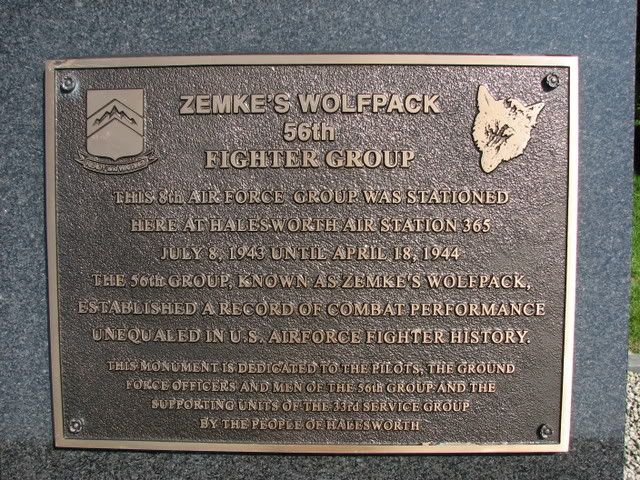 ZEMKE'S WOLFPACK
56th
FIGHTER GROUP
THIS 8th AIR FORCE GROUP WAS STATIONED
HERE AT HALESWORTH AIR STATION 365
JULY 8, 1943 UNTIL APRIL 18, 1944
THE 56th GROUP, KNOWN AS ZEMKE'S WOLFPACK,
ESTABLISHED A RECORD OF COMBAT PERFORMANCE
UNEQUALED IN U.S. AIRFORCE FIGHTER HISTORY.
THIS MONUMENT IS DEDICATED TO THE PILOTS, THE GROUND
FORCE OFFICERS AND MEN OF THE 56th GROUP AND THE
SUPPORTING UNITS OF THE 33rd SERVICE GROUP
BY THE PEOPLE OF HALESWORTH